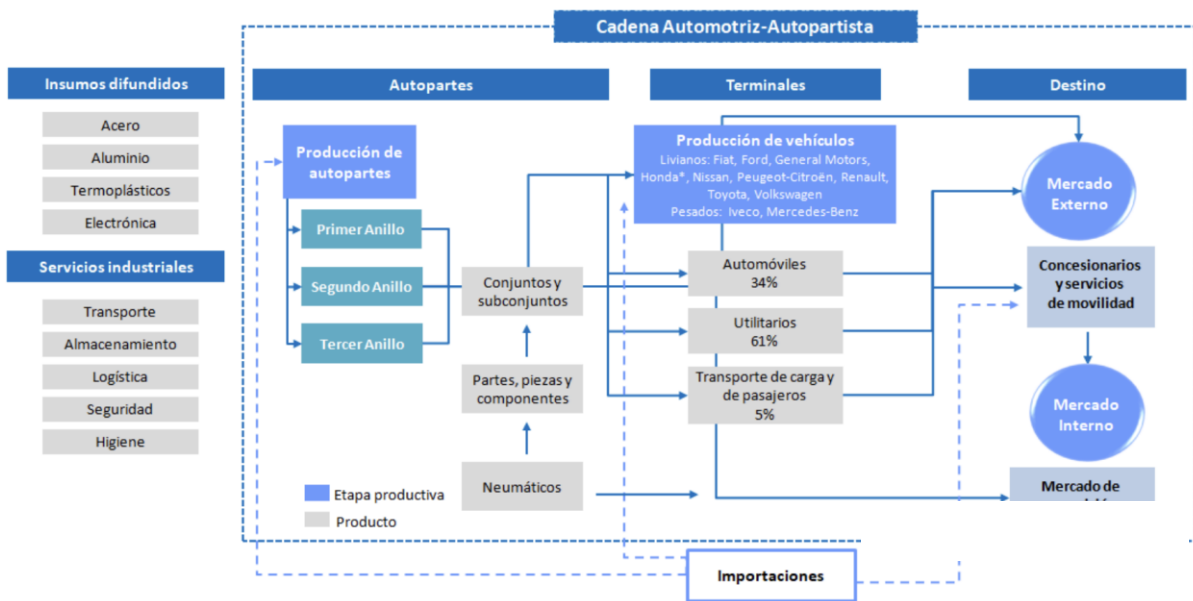 Cadena Automotriz-Autopartista
Insumos difundidos
Acero
Aluminio
Termoplásticos
Electrónica
Servicios industriales
Transporte
Almacenamiento
Logística
Seguridad
Higiene
Autopartes
Producción de
autopartes
Primer Anillo
Segundo Anillo
Tercer Anillo
Conjuntos y
subconjuntos
Partes, piezas y
componentes
Neumáticos
Etapa productiva
Producto
Terminales
Producción de vehículos
Livianos: Fiat, Ford, General Motors,
Honda*, Nissan, Peugeot-Citroën, Renault,
Toyota, Volkswagen
Pesados: Iveco, Mercedes-Benz
Automóviles
34%
Utilitarios
61%
Transporte de carga y
de pasajeros
5%
Destino
Mercado
Externo
Concesionarios
y servicios
de movilidad
Mercado
Interno
Mercado de
Importaciones